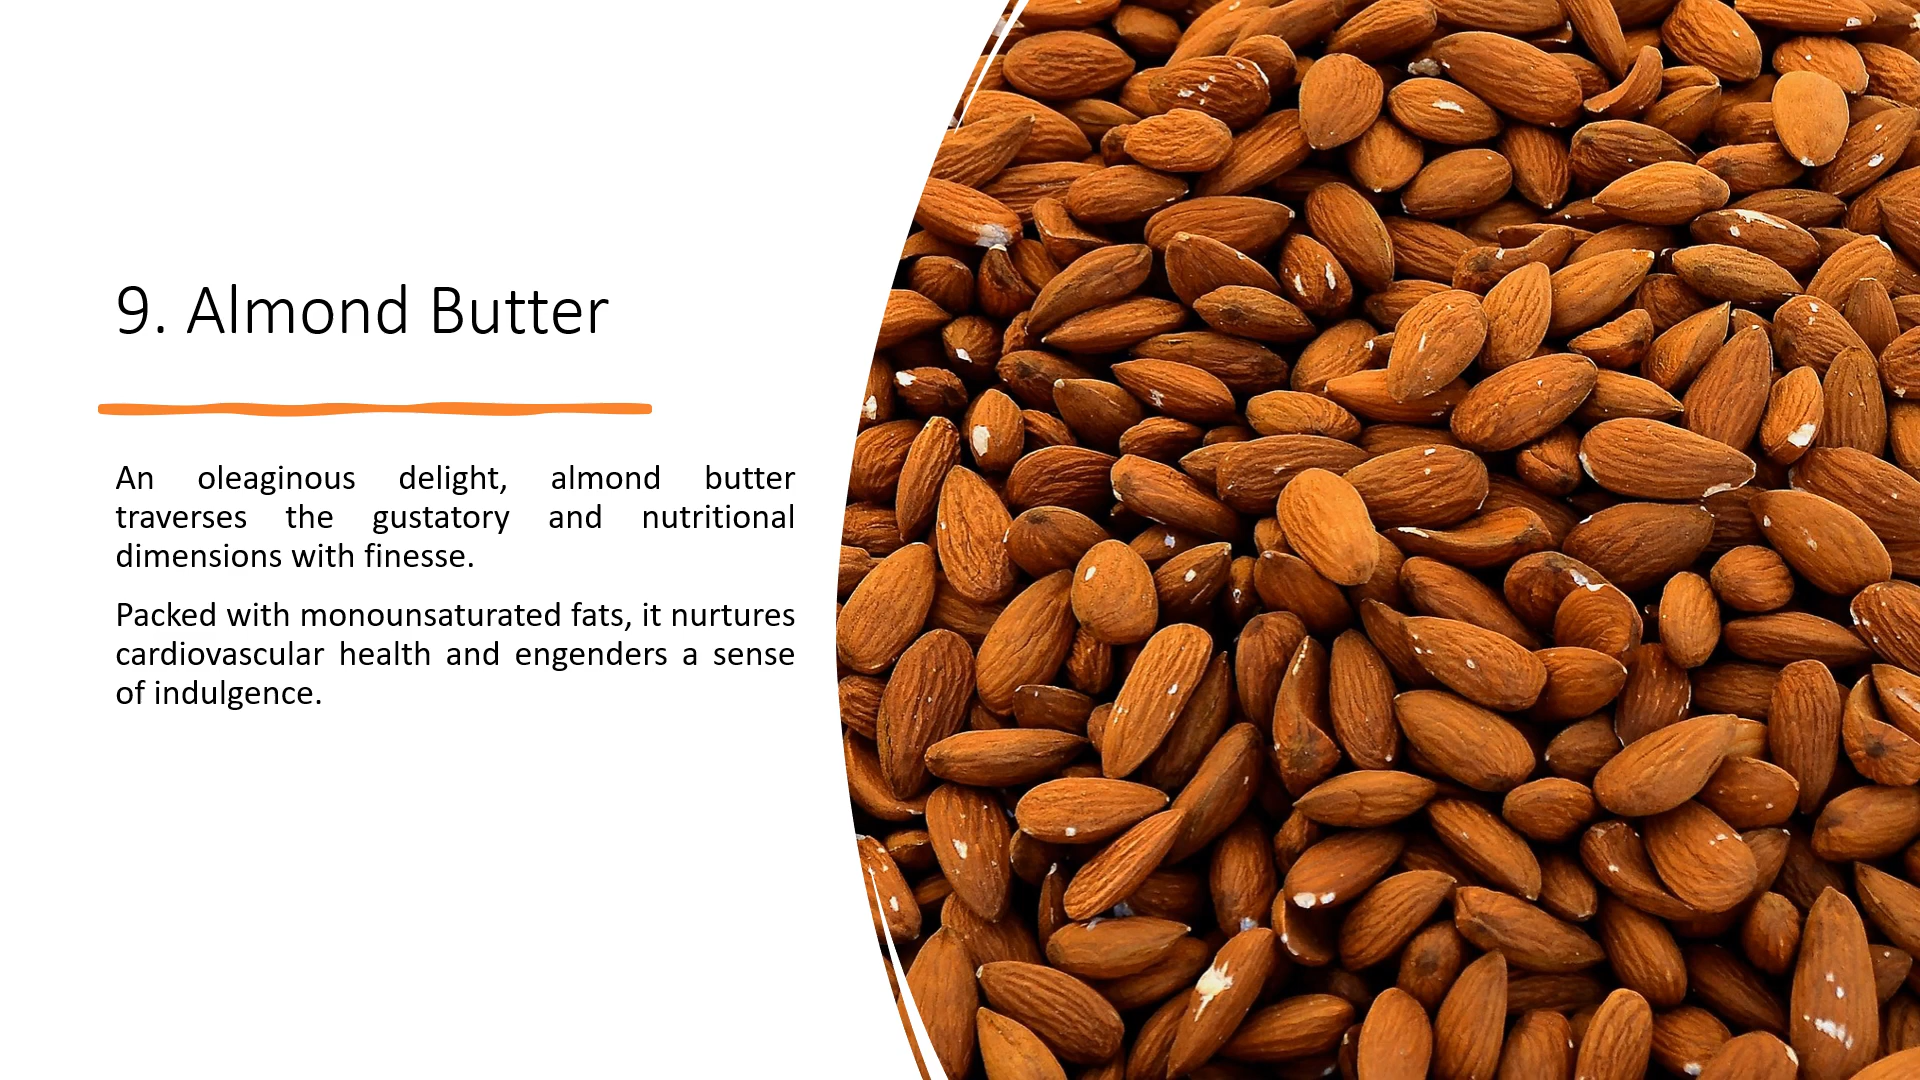 9. Almond Butter
An oleaginous delight, almond butter
traverses the gustatory and nutritional
dimensions with finesse.
Packed with monounsaturated fats, it nurtures
cardiovascular health and engenders a sense
of indulgence.